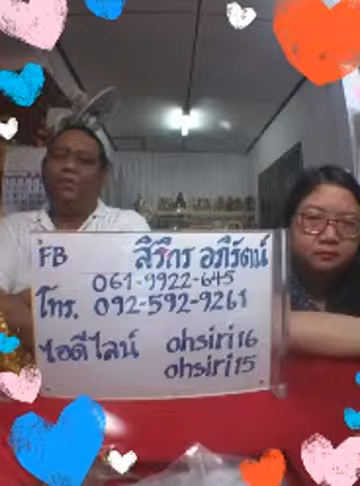 FB สิริกร อภิรัตน์
061-9922-645
โทร. 092-592-9261
ไอดีไลน์ ohsiri16
ohsiri15